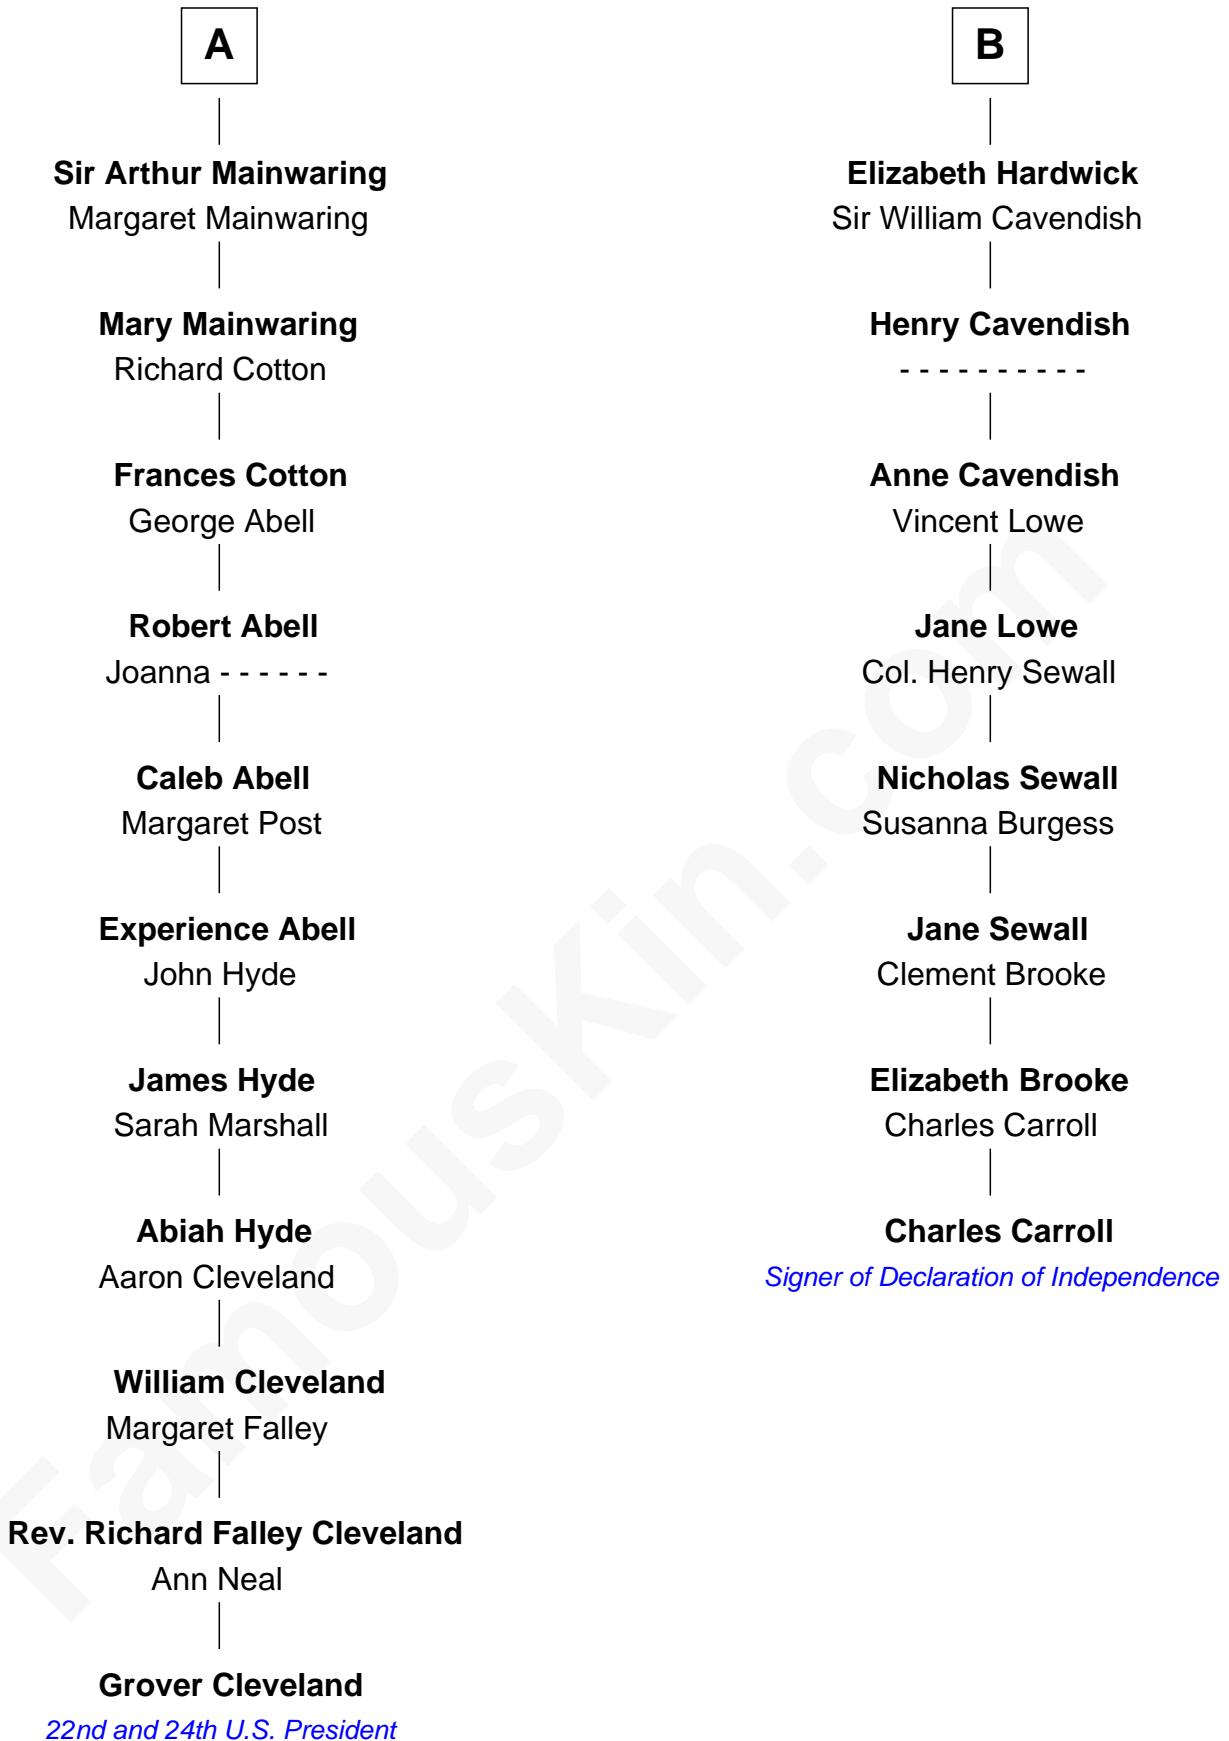 A
Sir Arthur Mainwaring
Margaret Mainwaring
Mary Mainwaring
Richard Cotton
Frances Cotton
George Abell
Robert Abell
Joanna - - - - - -
Caleb Abell
Margaret Post
Experience Abell
John Hyde
James Hyde
Sarah Marshall
Abiah Hyde
Aaron Cleveland
William Cleveland
Margaret Falley
Rev. Richard Falley Cleveland
Ann Neal
Grover Cleveland
22nd and 24th U.S. President
B
Elizabeth Hardwick
Sir William Cavendish
Henry Cavendish
- - - - - - - - - -
Anne Cavendish
Vincent Lowe
Jane Lowe
Col. Henry Sewall
Nicholas Sewall
Susanna Burgess
Jane Sewall
Clement Brooke
Elizabeth Brooke
Charles Carroll
Charles Carroll
Signer of Declaration of Independence
FamousKin.com